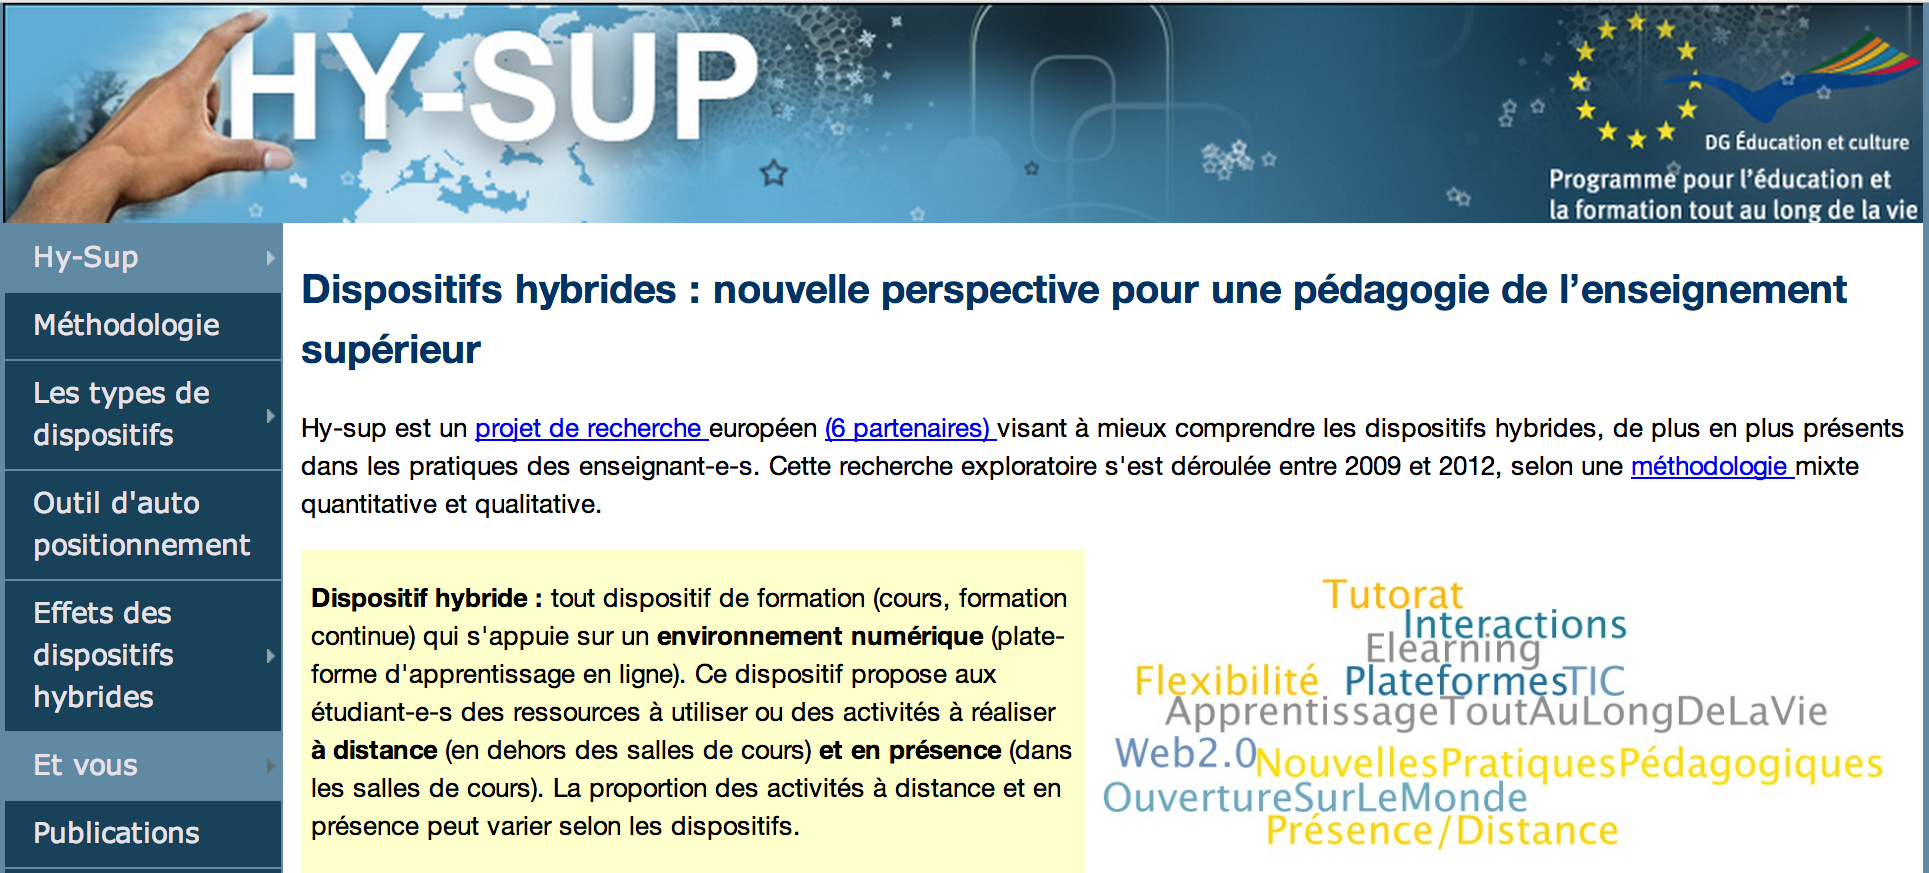 HY-SUP
DG Éducation et culture
Programme pour l'éducation et
la formation tout au long de la vie
Hy-Sup
Méthodologie
Les types de
dispositifs
Outil d'auto
positionnement
Effets des
dispositifs
hybrides
Et vous
Publications
Dispositifs hybrides : nouvelle perspective pour une pédagogie de l’enseignement
supérieur
Hy-sup est un projet de recherche européen (6 partenaires) visant à mieux comprendre les dispositifs hybrides, de plus en plus présents
dans les pratiques des enseignant-e-s. Cette recherche exploratoire s'est déroulée entre 2009 et 2012, selon une méthodologie mixte
quantitative et qualitative.
Dispositif hybride : tout dispositif de formation (cours, formation
continue) qui s'appuie sur un environnement numérique (plate-
forme d'apprentissage en ligne). Ce dispositif propose aux
étudiant-e-s des ressources à utiliser ou des activités à réaliser
à distance (en dehors des salles de cours) et en présence (dans
les salles de cours). La proportion des activités à distance et en
présence peut varier selon les dispositifs.
Tutorat
Interactions
Elearning
Flexibilité PlateformesTIC
ApprentissageToutAuLongDeLaVie
Web2.0NouvellesPratiquesPédagogiques
OuvertureSurLeMonde
Présence/Distance